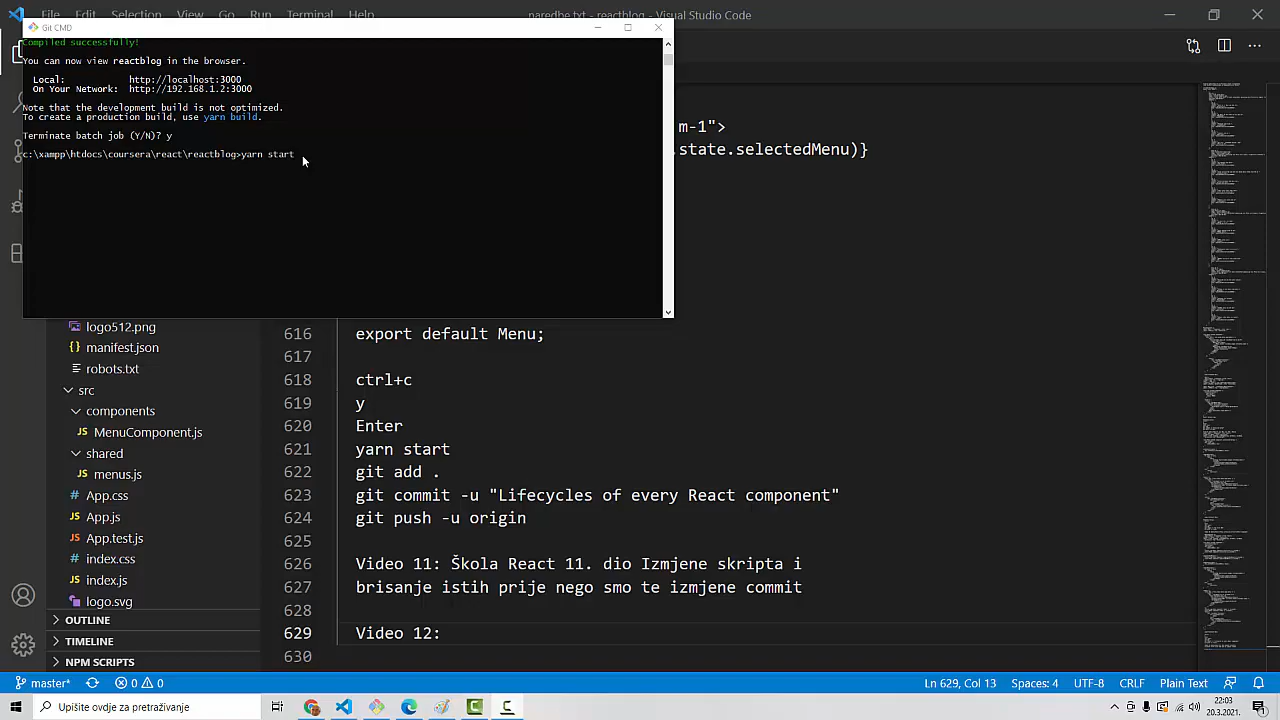 File Edit Selection View Go Run Terminal Help
naredbe.txt - reactblog - Visual Studio Code
Git CMD
Compiled successfully!
You can now view reactblog in the browser.
Local: http://localhost:3000
On Your Network: http://192.168.1.2:3000
Note that the development build is not optimized.
To create a production build, use yarn build.
Terminate batch job (Y/N)? y
c:\xampp\htdocs\coursera\react\reactblog>yarn start
m-1">
.state.selectedMenu)}
logo512.png
manifest.json
robots.txt
src
components
MenuComponent.js
shared
menus.js
App.css
App.js
App.test.js
index.css
index.js
logo.svg
OUTLINE
TIMELINE
NPM SCRIPTS
616 export default Menu;
617
618 ctrl+c
619 y
620 Enter
621 yarn start
622 git add .
623 git commit -u "Lifecycles of every React component"
624 git push -u origin
625
626 Video 11: Škola React 11. dio Izmjene skripti i
627 brisanje istih prije nego smo te izmjene commit
628
629 Video 12:
630
master* 0 0 Ln 629, Col 13 Spaces: 4 UTF-8 CRLF Plain Text
Upišite ovdje za pretraživanje
22:03
20.3.2021.